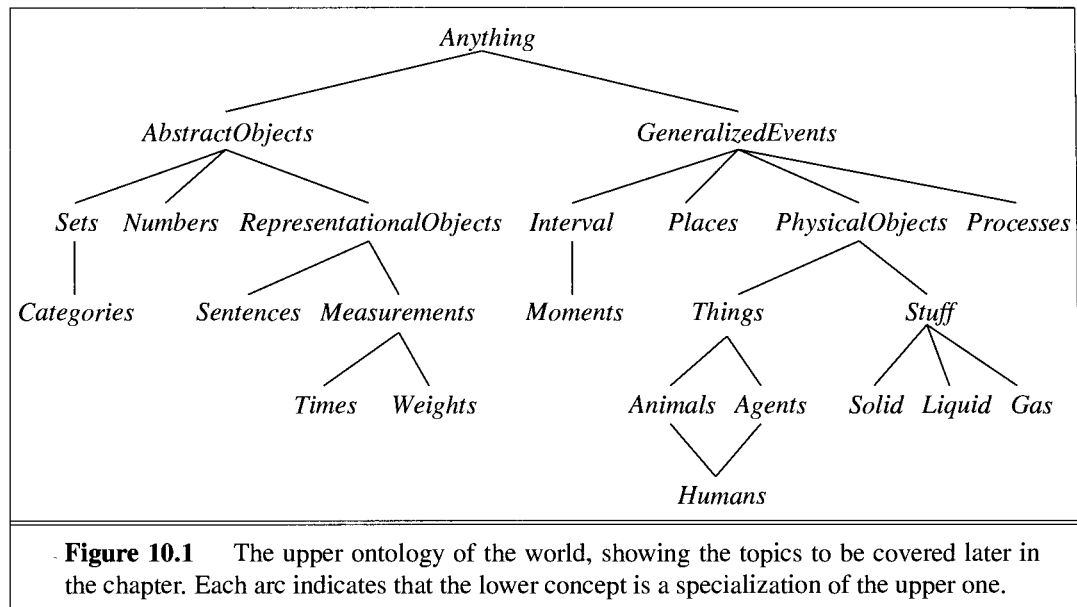 Anything
AbstractObjects GeneralizedEvents
Sets Numbers RepresentationalObjects Interval Places PhysicalObjects Processes
Categories Sentences Measurements Moments Things Stuff
Times Weights Animals Agents Solid Liquid Gas
Humans
Figure 10.1 The upper ontology of the world, showing the topics to be covered later in
the chapter. Each arc indicates that the lower concept is a specialization of the upper one.